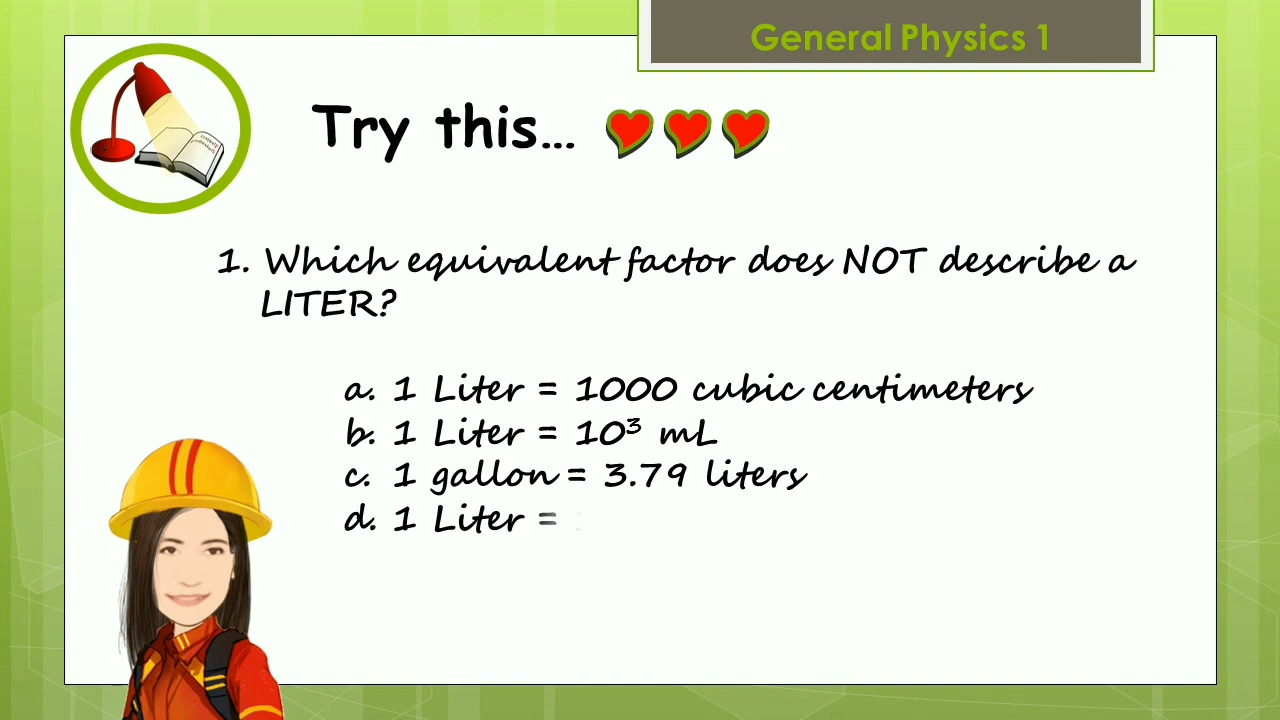 General Physics 1
Try this...
1. Which equivalent factor does NOT describe a
LITER?
a. 1 Liter = 1000 cubic centimeters
b. 1 Liter = 10³ mL
c. 1 gallon = 3.79 liters
d. 1 Liter =